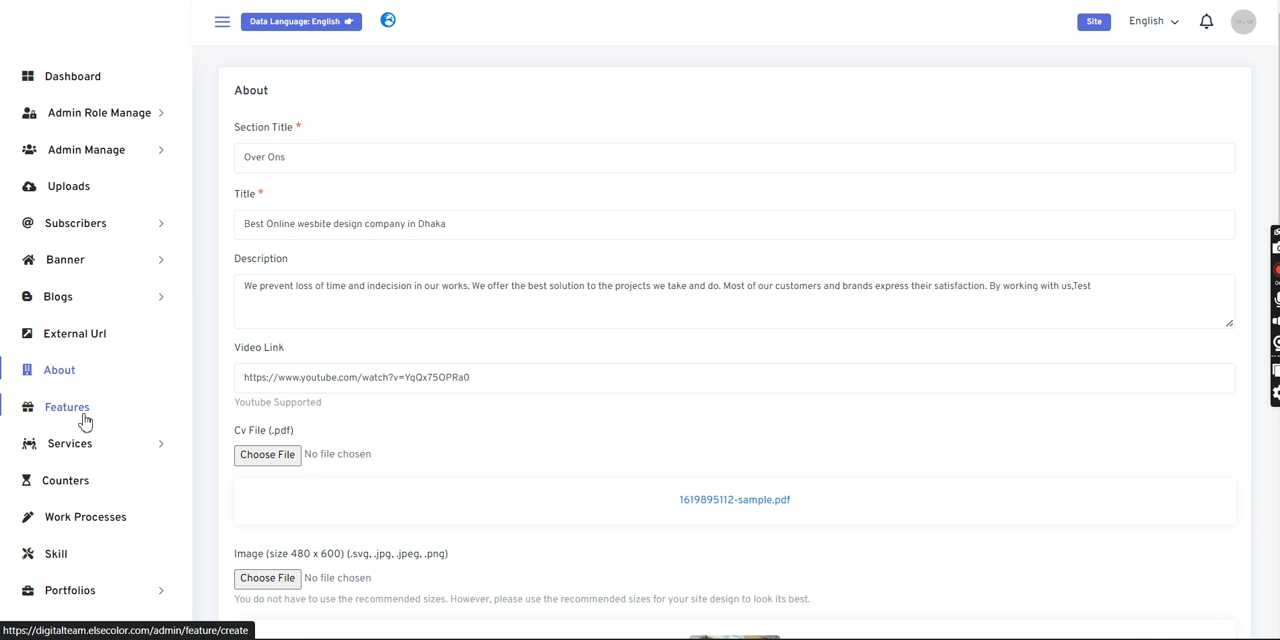 Data Language: English
Site
English
Dashboard
Admin Role Manage
Admin Manage
Uploads
Subscribers
Banner
Blogs
External Url
About
Features
Services
Counters
Work Processes
Skill
Portfolios
About
Section Title *
Over Ons
Title *
Best Online wesbite design company in Dhaka
Description
We prevent loss of time and indecision in our works. We offer the best solution to the projects we take and do. Most of our customers and brands express their satisfaction. By working with us,Test
Video Link
https://www.youtube.com/watch?v=YqQx75OPRa0
Youtube Supported
Cv File (.pdf)
Choose File No file chosen
1619895112-sample.pdf
Image (size 480 x 600) (.svg, .jpg, .jpeg, .png)
Choose File No file chosen
You do not have to use the recommended sizes. However, please use the recommended sizes for your site design to look its best.
https://digitalteam.elsecolor.com/admin/feature/create